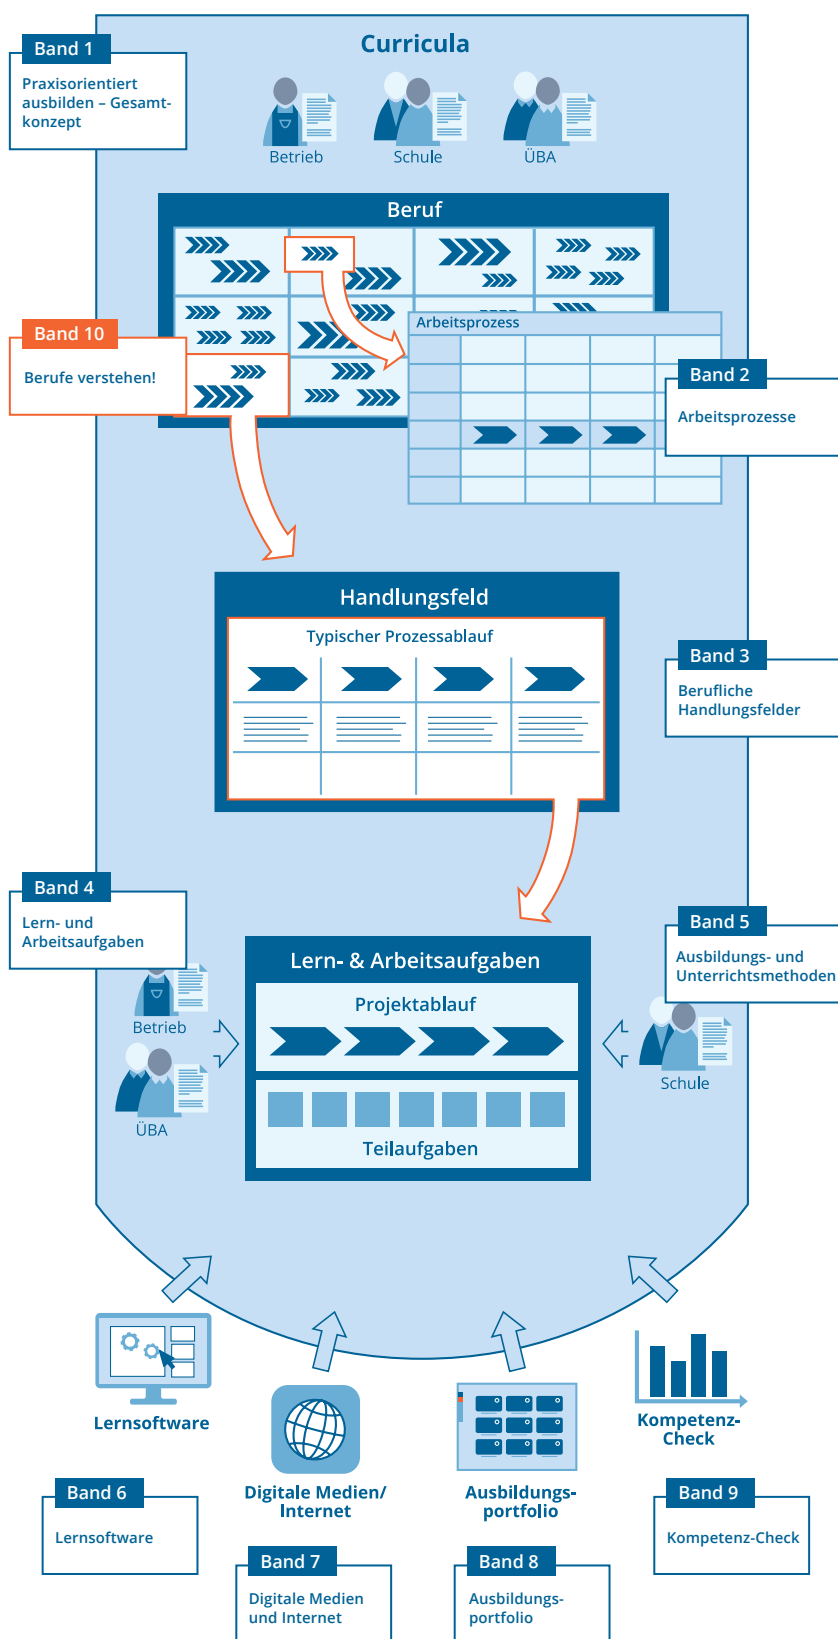 Curricula
Band 1
Praxisorientiert
ausbilden – Gesamt-
konzept
Betrieb
Schule
ÜBA
Beruf
Arbeitsprozess
Band 10
Berufe verstehen!
Band 2
Arbeitsprozesse
Handlungsfeld
Typischer Prozessablauf
Band 3
Berufliche
Handlungsfelder
Band 4
Lern- und
Arbeitsaufgaben
Band 5
Ausbildungs- und
Unterrichtsmethoden
Lern- & Arbeitsaufgaben
Projektablauf
Teilaufgaben
Betrieb
ÜBA
Schule
Lernsoftware
Digitale Medien/
Internet
Ausbildungs-
portfolio
Kompetenz-
Check
Band 6
Lernsoftware
Band 7
Digitale Medien
und Internet
Band 8
Ausbildungs-
portfolio
Band 9
Kompetenz-Check